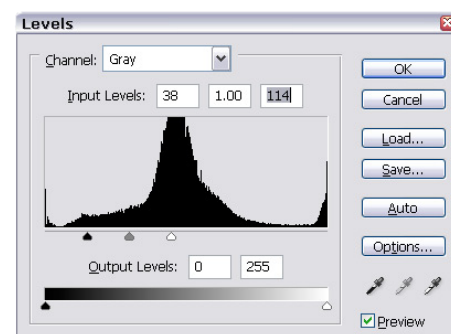 Levels
Channel: Gray
Input Levels: 38 1.00 114
Output Levels: 0 255
OK
Cancel
Load...
Save...
Auto
Options...
Preview